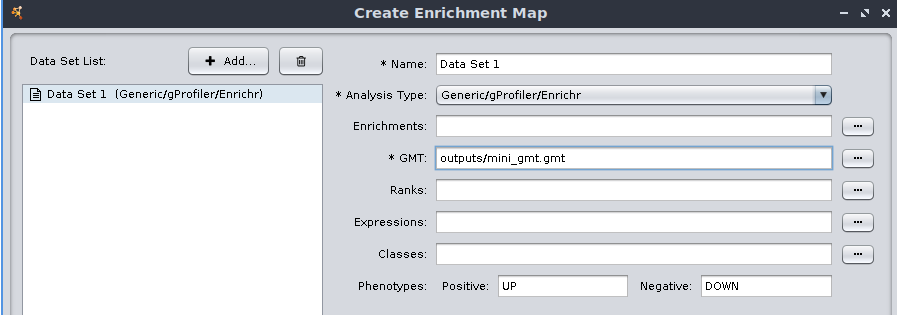 Create Enrichment Map
Data Set List:
Add...
Data Set 1 (Generic/gProfiler/Enrichr)
* Name: Data Set 1
* Analysis Type: Generic/gProfiler/Enrichr
Enrichments: ...
* GMT: outputs/mini_gmt.gmt ...
Ranks: ...
Expressions: ...
Classes: ...
Phenotypes: Positive: UP Negative: DOWN